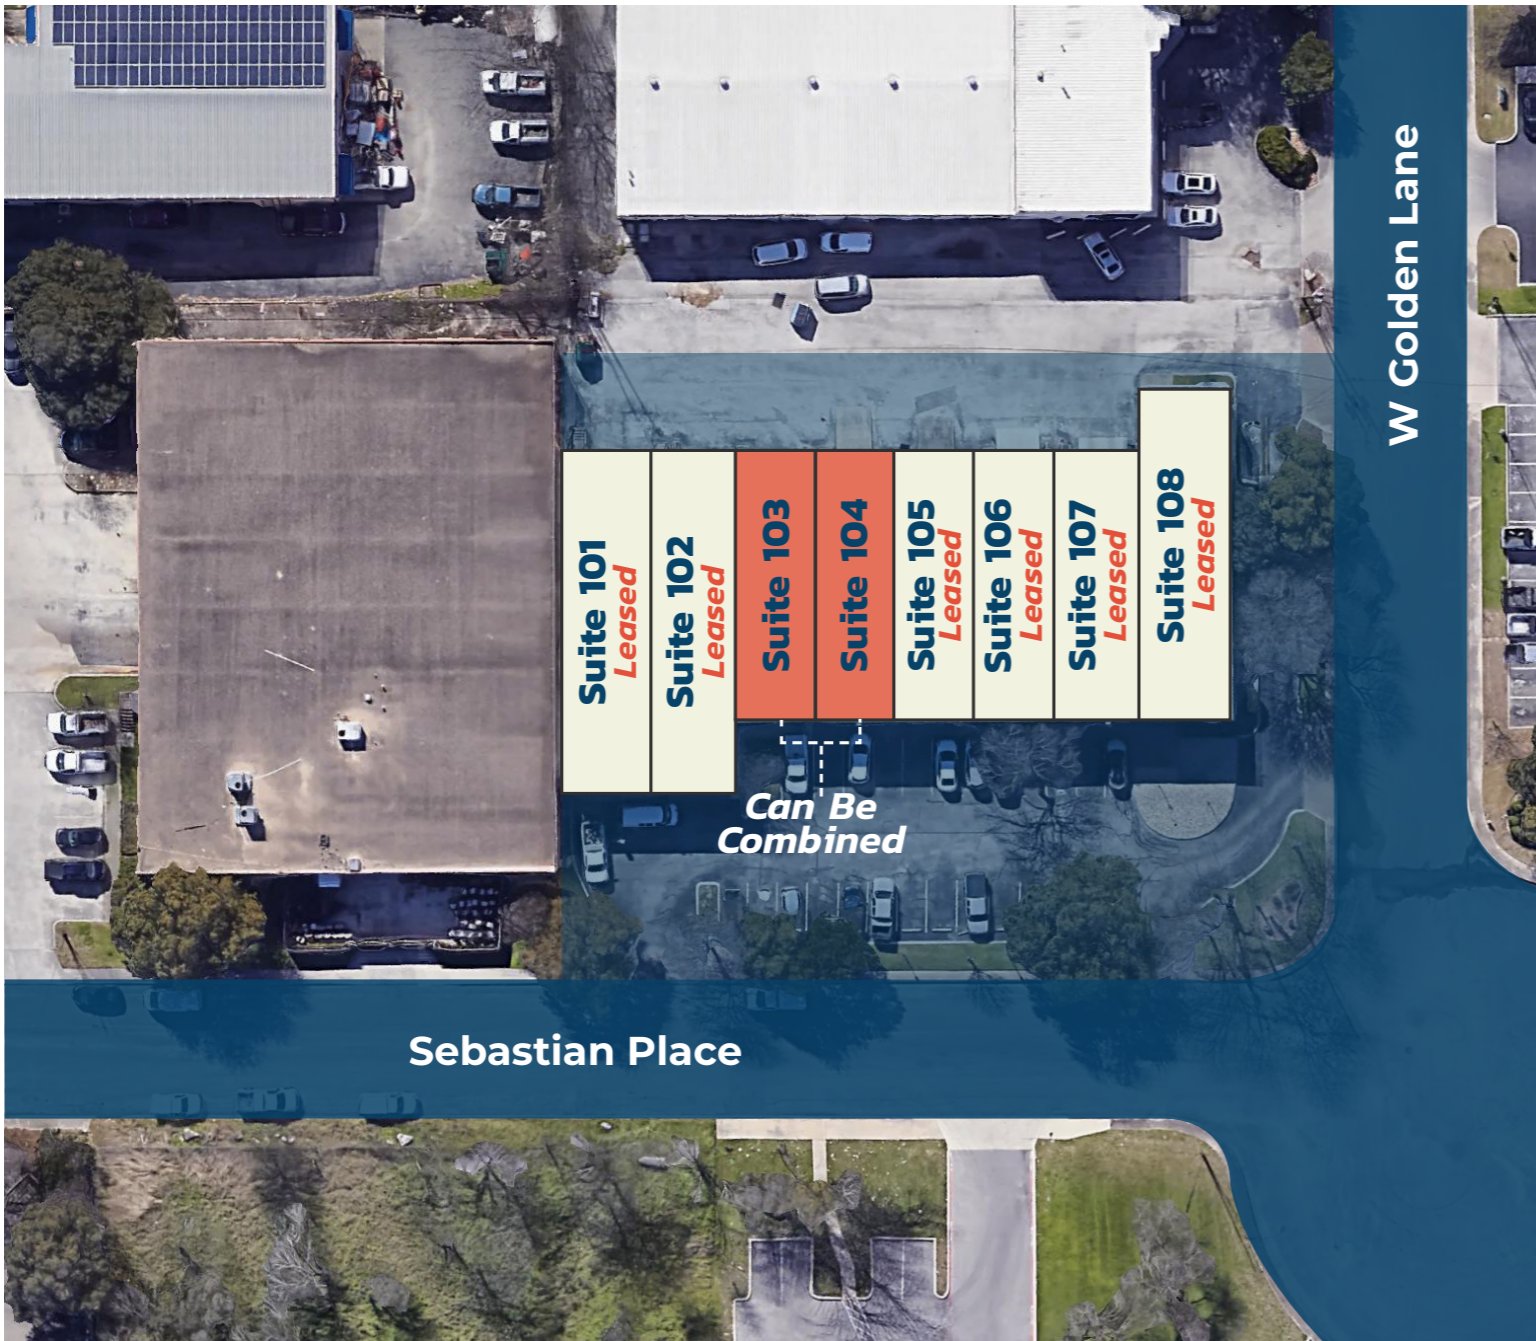 W Golden Lane
Suite 101
Leased
Suite 102
Leased
Suite 103
Suite 104
Suite 105
Leased
Suite 106
Leased
Suite 107
Leased
Suite 108
Leased
Can Be
Combined
Sebastian Place